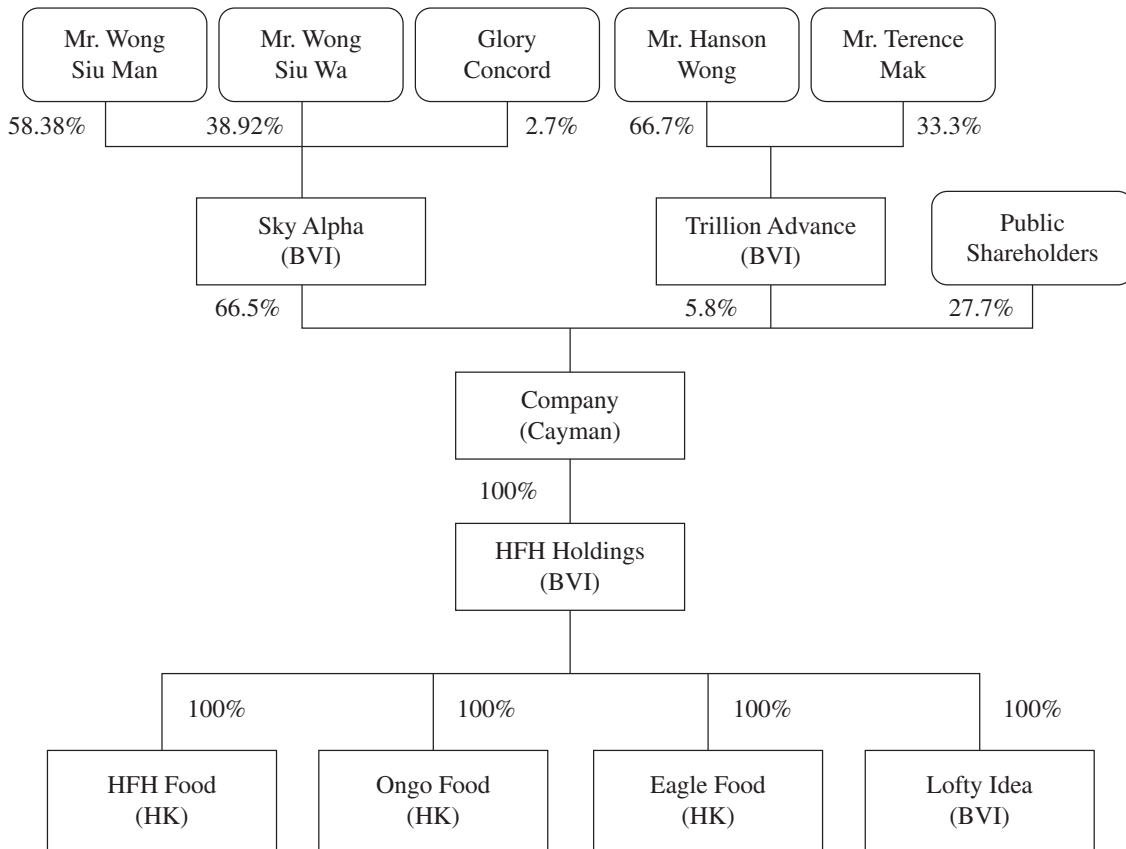 Mr. Wong
Siu Man
Mr. Wong
Siu Wa
Glory
Concord
Mr. Hanson
Wong
Mr. Terence
Mak
58.38%
38.92%
2.7%
66.7%
33.3%
Sky Alpha
(BVI)
Trillion Advance
(BVI)
Public
Shareholders
66.5%
5.8%
27.7%
Company
(Cayman)
100%
HFH Holdings
(BVI)
100%
100%
100%
100%
HFH Food
(HK)
Ongo Food
(HK)
Eagle Food
(HK)
Lofty Idea
(BVI)